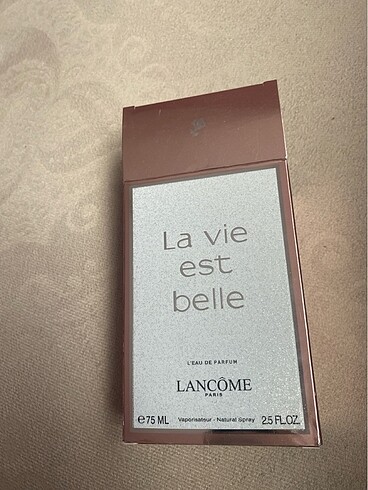 La vie
est
belle
L'EAU DE PARFUM
LANCÔME
PARIS
℮75 ML Vaporisateur - Natural Spray 2.5 FL.OZ.